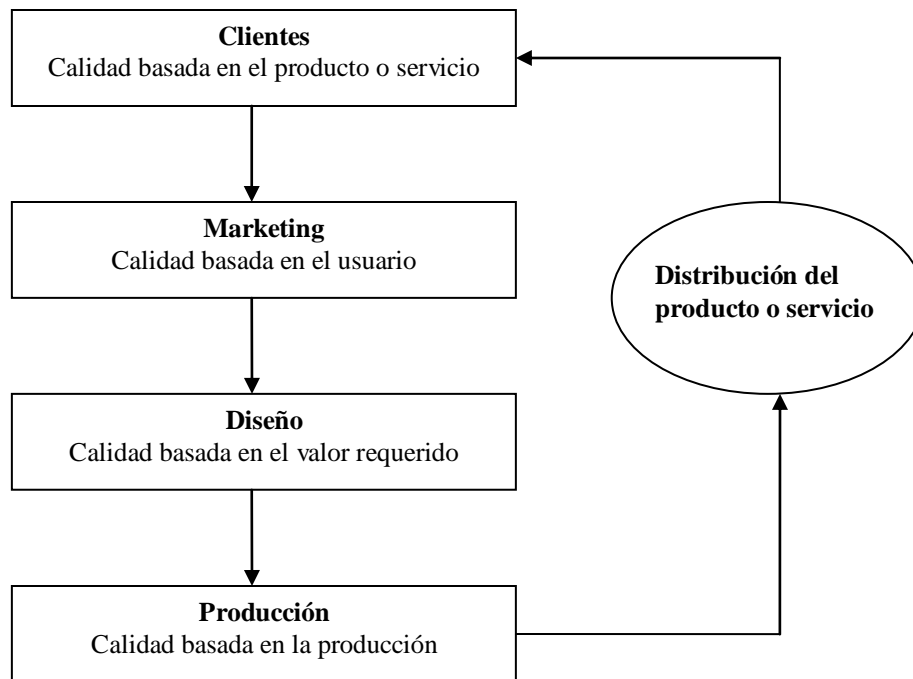 Clientes
Calidad basada en el producto o servicio
Marketing
Calidad basada en el usuario
Distribución del
producto o servicio
Diseño
Calidad basada en el valor requerido
Producción
Calidad basada en la producción